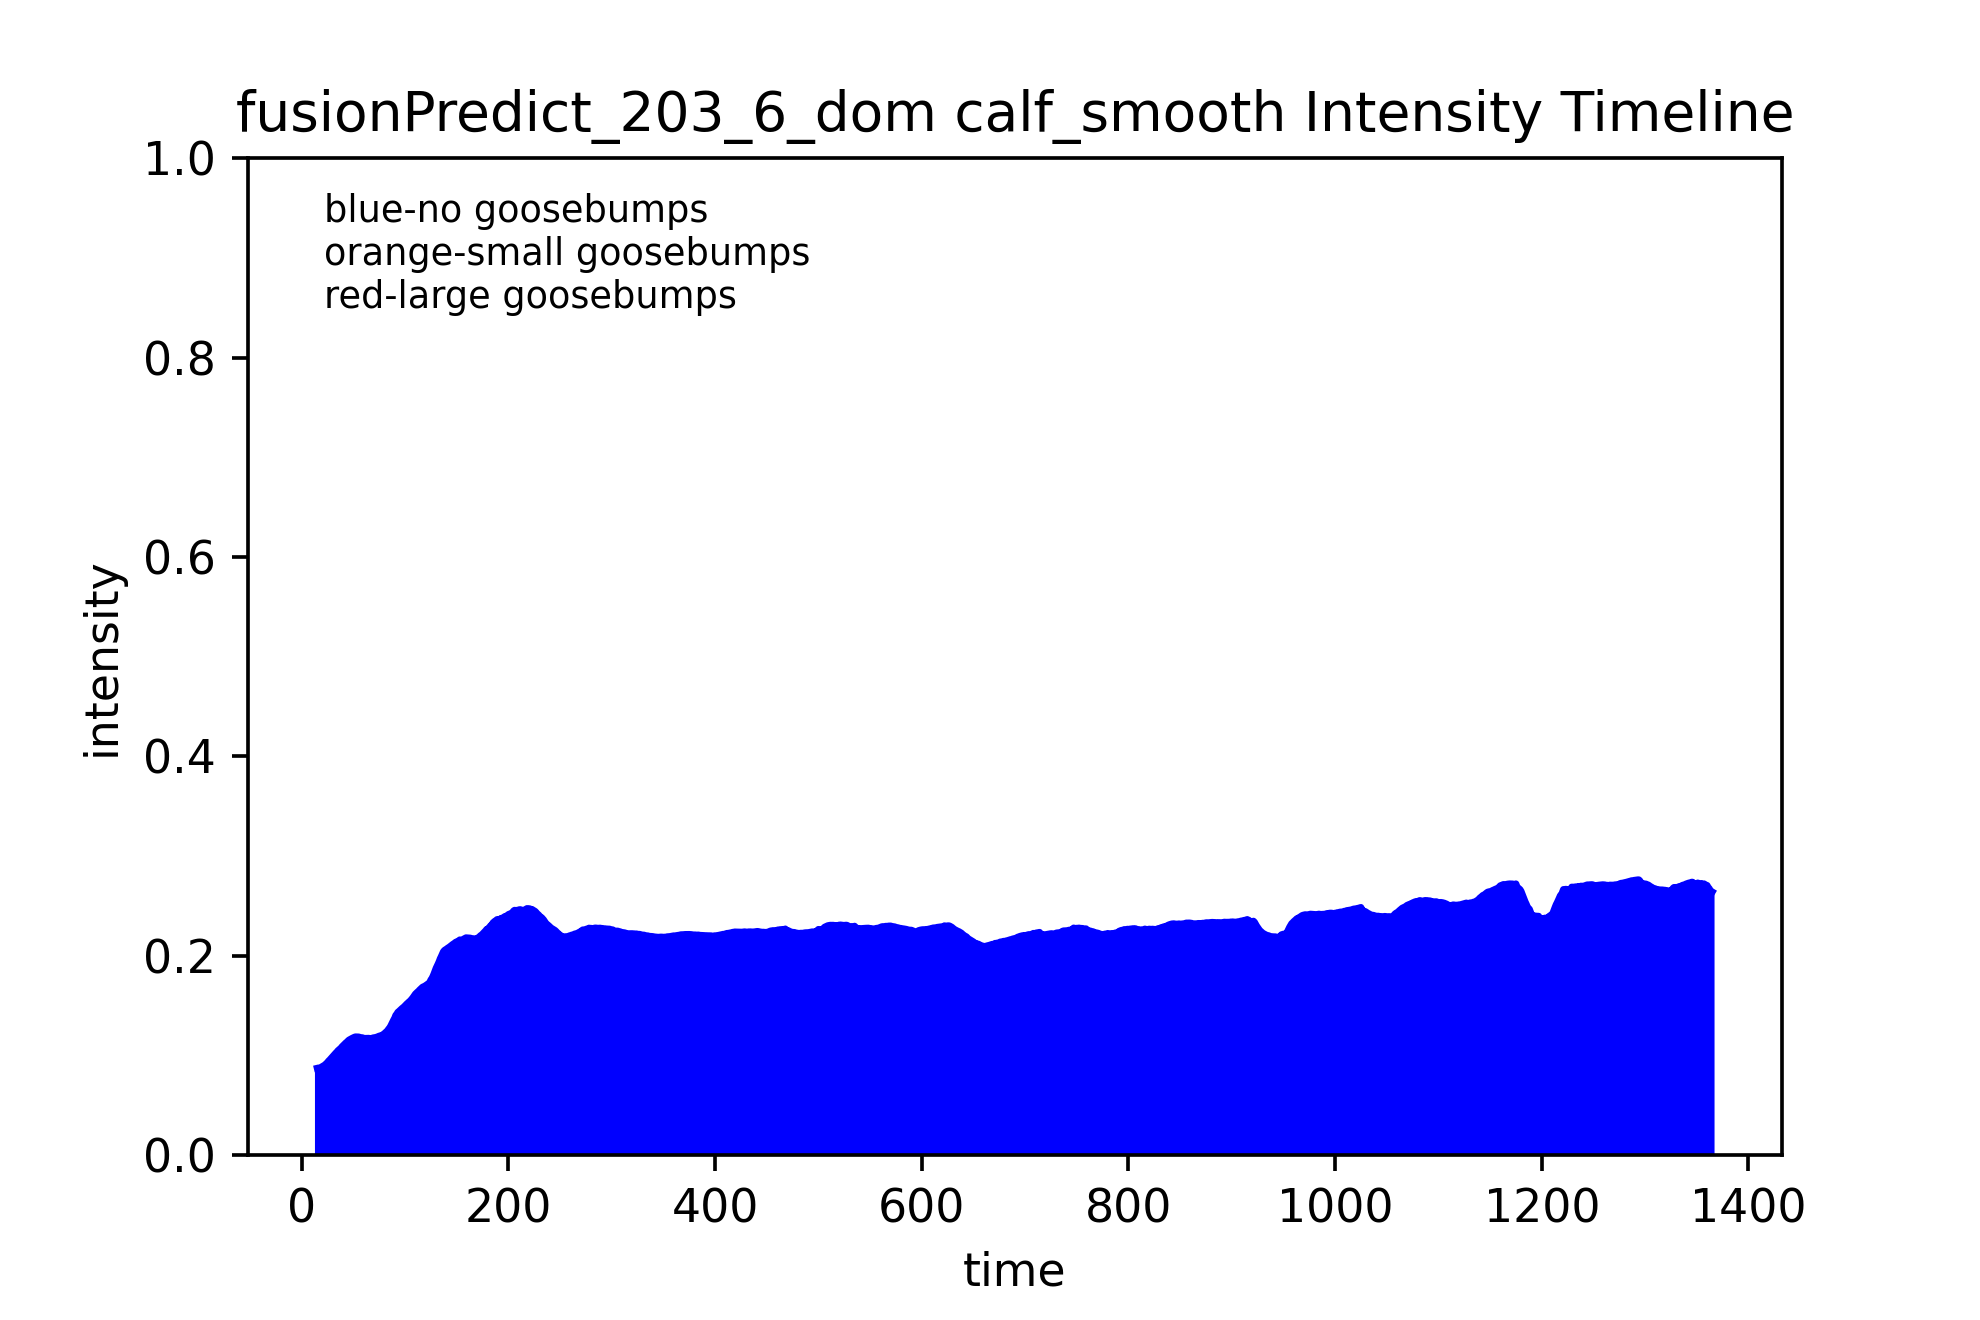 fusionPredict_203_6_dom calf_smooth Intensity Timeline
1.0
blue-no goosebumps
orange-small goosebumps
red-large goosebumps
0.8
0.6
intensity
0.4
0.2
0.0
0 200 400 600 800 1000 1200 1400
time